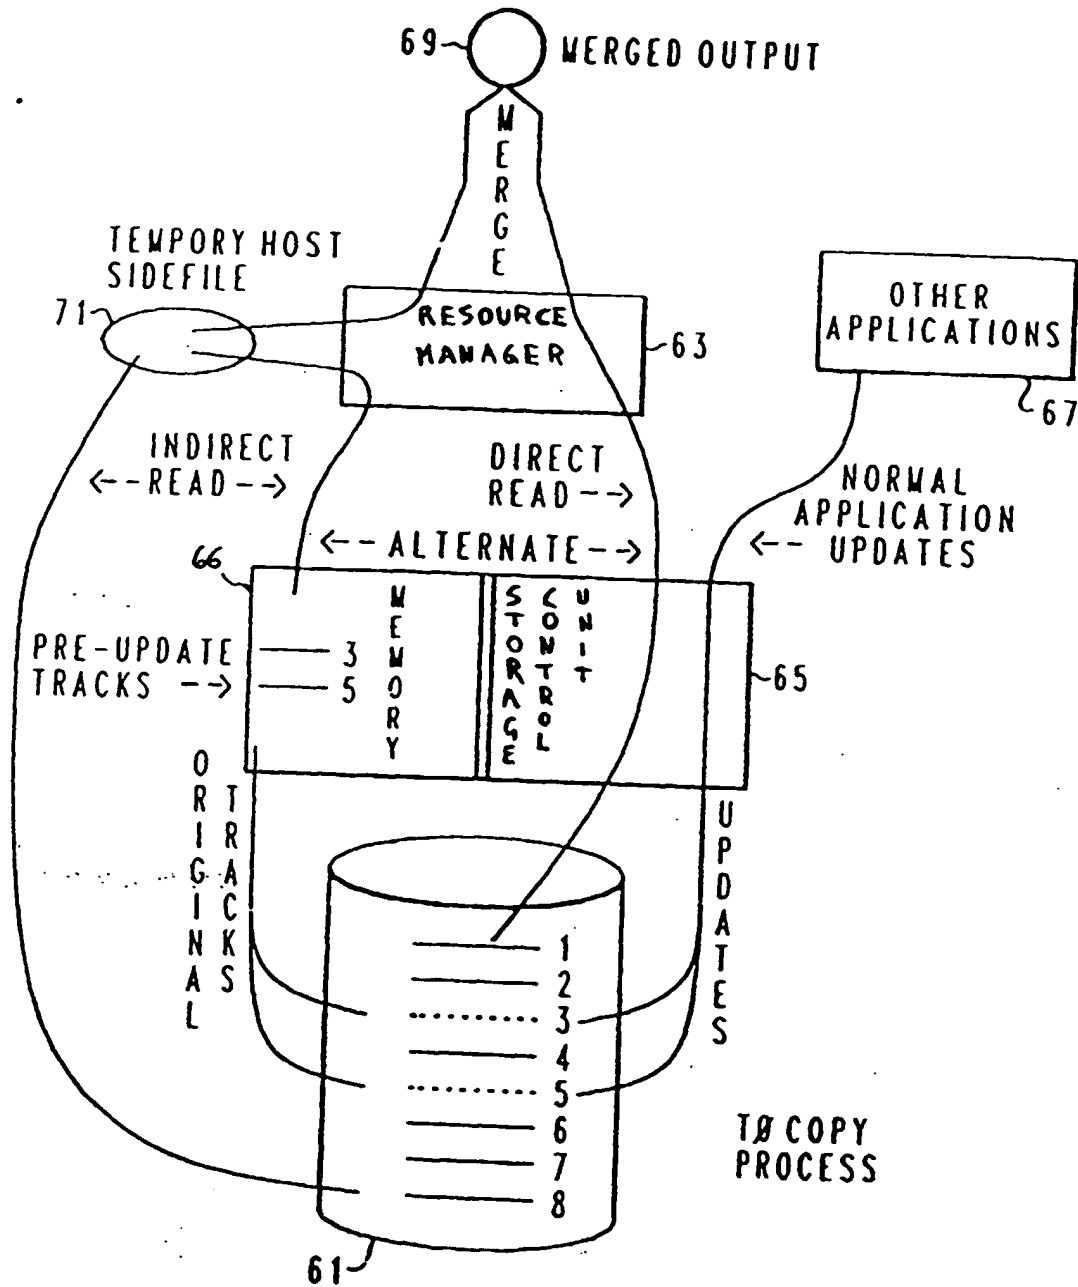 69
MERGED OUTPUT
MERGE
TEMPORY HOST
SIDEFILE
71
RESOURCE
MANAGER
63
OTHER
APPLICATIONS
67
INDIRECT
<--READ-->
DIRECT
READ-->
<--ALTERNATE-->
NORMAL
APPLICATION
<-- UPDATES
66
PRE-UPDATE
TRACKS -->
3
5
MEMORY
STORAGE
CONTROL
UNIT
65
ORIGINAL
TRACKS
UPDATES
1
2
3
4
5
6
7
8
TØ COPY
PROCESS
61